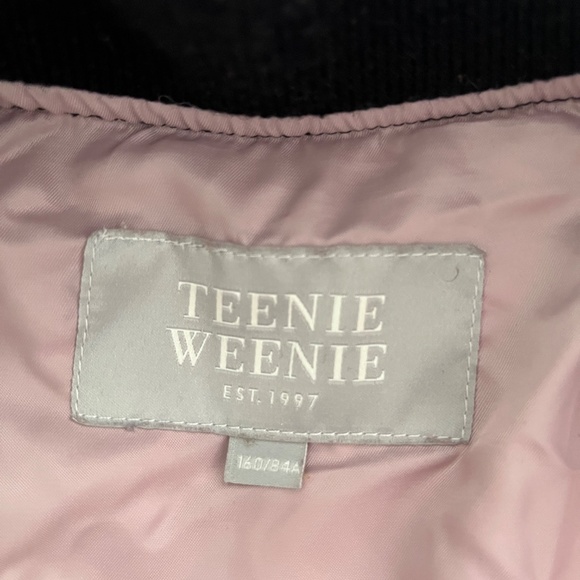 TEENIE
WEENIE
EST. 1997
160/84A